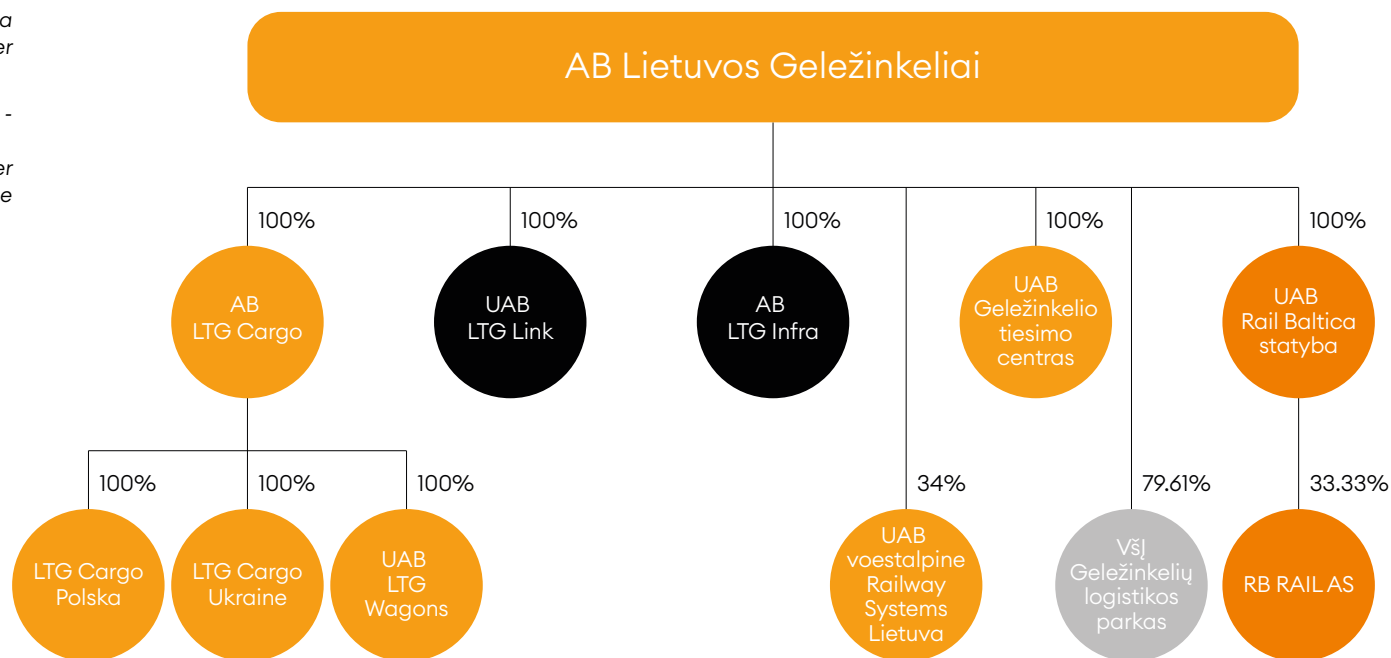 a
er
-
er
e
AB Lietuvos Geležinkeliai
100%
100%
100%
100%
100%
AB
LTG Cargo
UAB
LTG Link
AB
LTG Infra
UAB
Geležinkelio
tiesimo
centras
UAB
Rail Baltica
statyba
100%
100%
100%
34%
79.61%
33.33%
LTG Cargo
Polska
LTG Cargo
Ukraine
UAB
LTG
Wagons
UAB
voestalpine
Railway
Systems
Lietuva
VšĮ
Geležinkelių
logistikos
parkas
RB RAIL AS